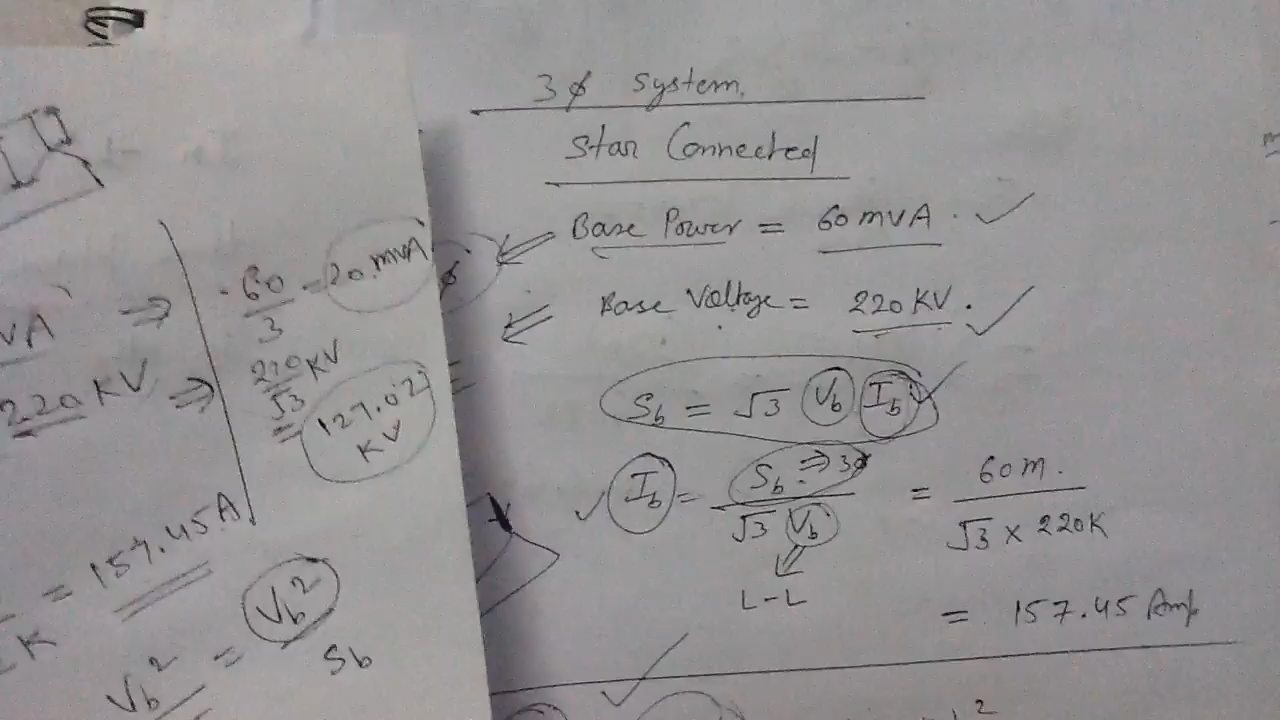 3φ System.
Star Connected
Base Power = 60 mVA.
Base Voltage = 220 KV.
Sb = √3 Vb Ib
Ib = Sb ⇒ 3φ / √3 Vb = 60 m. / √3 × 220K
L-L
= 157.45 Amp
VA ⇒ 60 / 3 = 20 mVA
220 KV ⇒ 220 KV / √3
127.02 KV
= 157.45 A
K
Vb² = Vb² / Sb